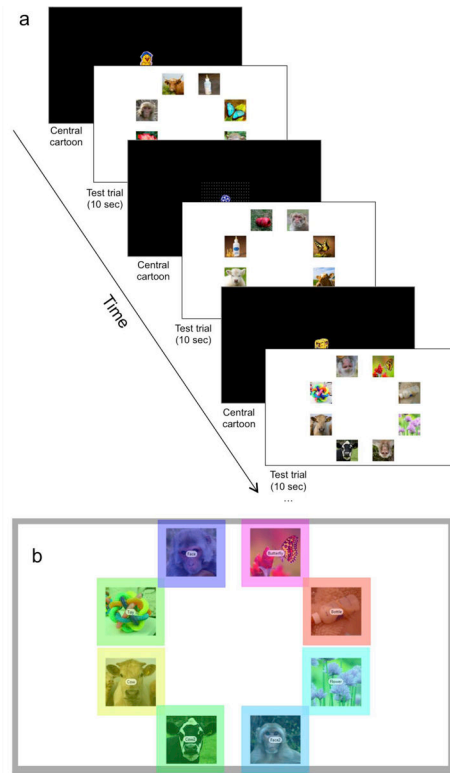 a
Central
cartoon
Test trial
(10 sec)
Central
cartoon
Test trial
(10 sec)
Central
cartoon
Test trial
(10 sec)
...
Time
b
Face
Butterfly
Toy
Bottle
Cow
Flower